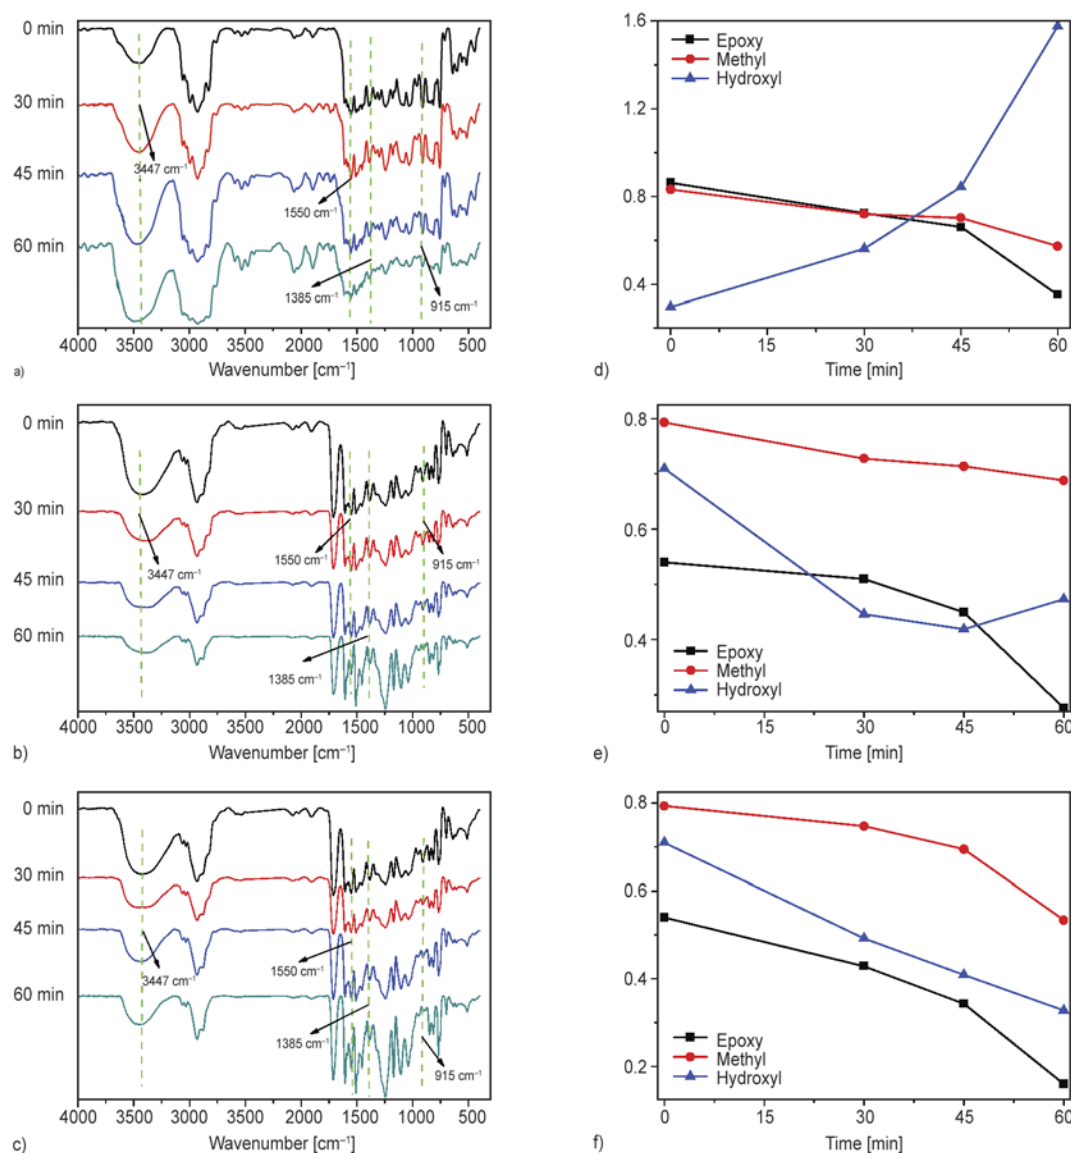 0 min
30 min
45 min
60 min
3447 cm⁻¹
1550 cm⁻¹
1385 cm⁻¹
915 cm⁻¹
4000 3500 3000 2500 2000 1500 1000 500
a) Wavenumber [cm⁻¹]
1.6
1.2
0.8
0.4
Epoxy
Methyl
Hydroxyl
0 15 30 45 60
d) Time [min]
0 min
30 min
45 min
60 min
3447 cm⁻¹
1550 cm⁻¹
915 cm⁻¹
1385 cm⁻¹
4000 3500 3000 2500 2000 1500 1000 500
b) Wavenumber [cm⁻¹]
0.8
0.6
0.4
Epoxy
Methyl
Hydroxyl
0 15 30 45 60
e) Time [min]
0 min
30 min
45 min
60 min
3447 cm⁻¹
1550 cm⁻¹
1385 cm⁻¹
915 cm⁻¹
4000 3500 3000 2500 2000 1500 1000 500
c) Wavenumber [cm⁻¹]
0.8
0.6
0.4
0.2
Epoxy
Methyl
Hydroxyl
0 15 30 45 60
f) Time [min]